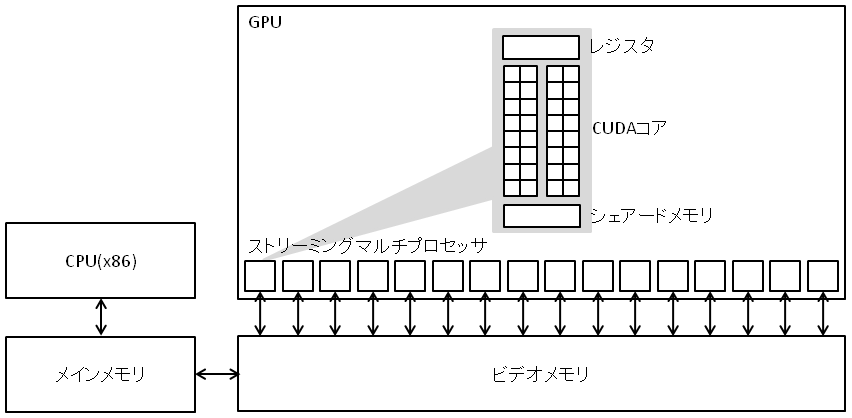 GPU
レジスタ
CUDAコア
シェアードメモリ
ストリーミングマルチプロセッサ
CPU(x86)
メインメモリ
ビデオメモリ